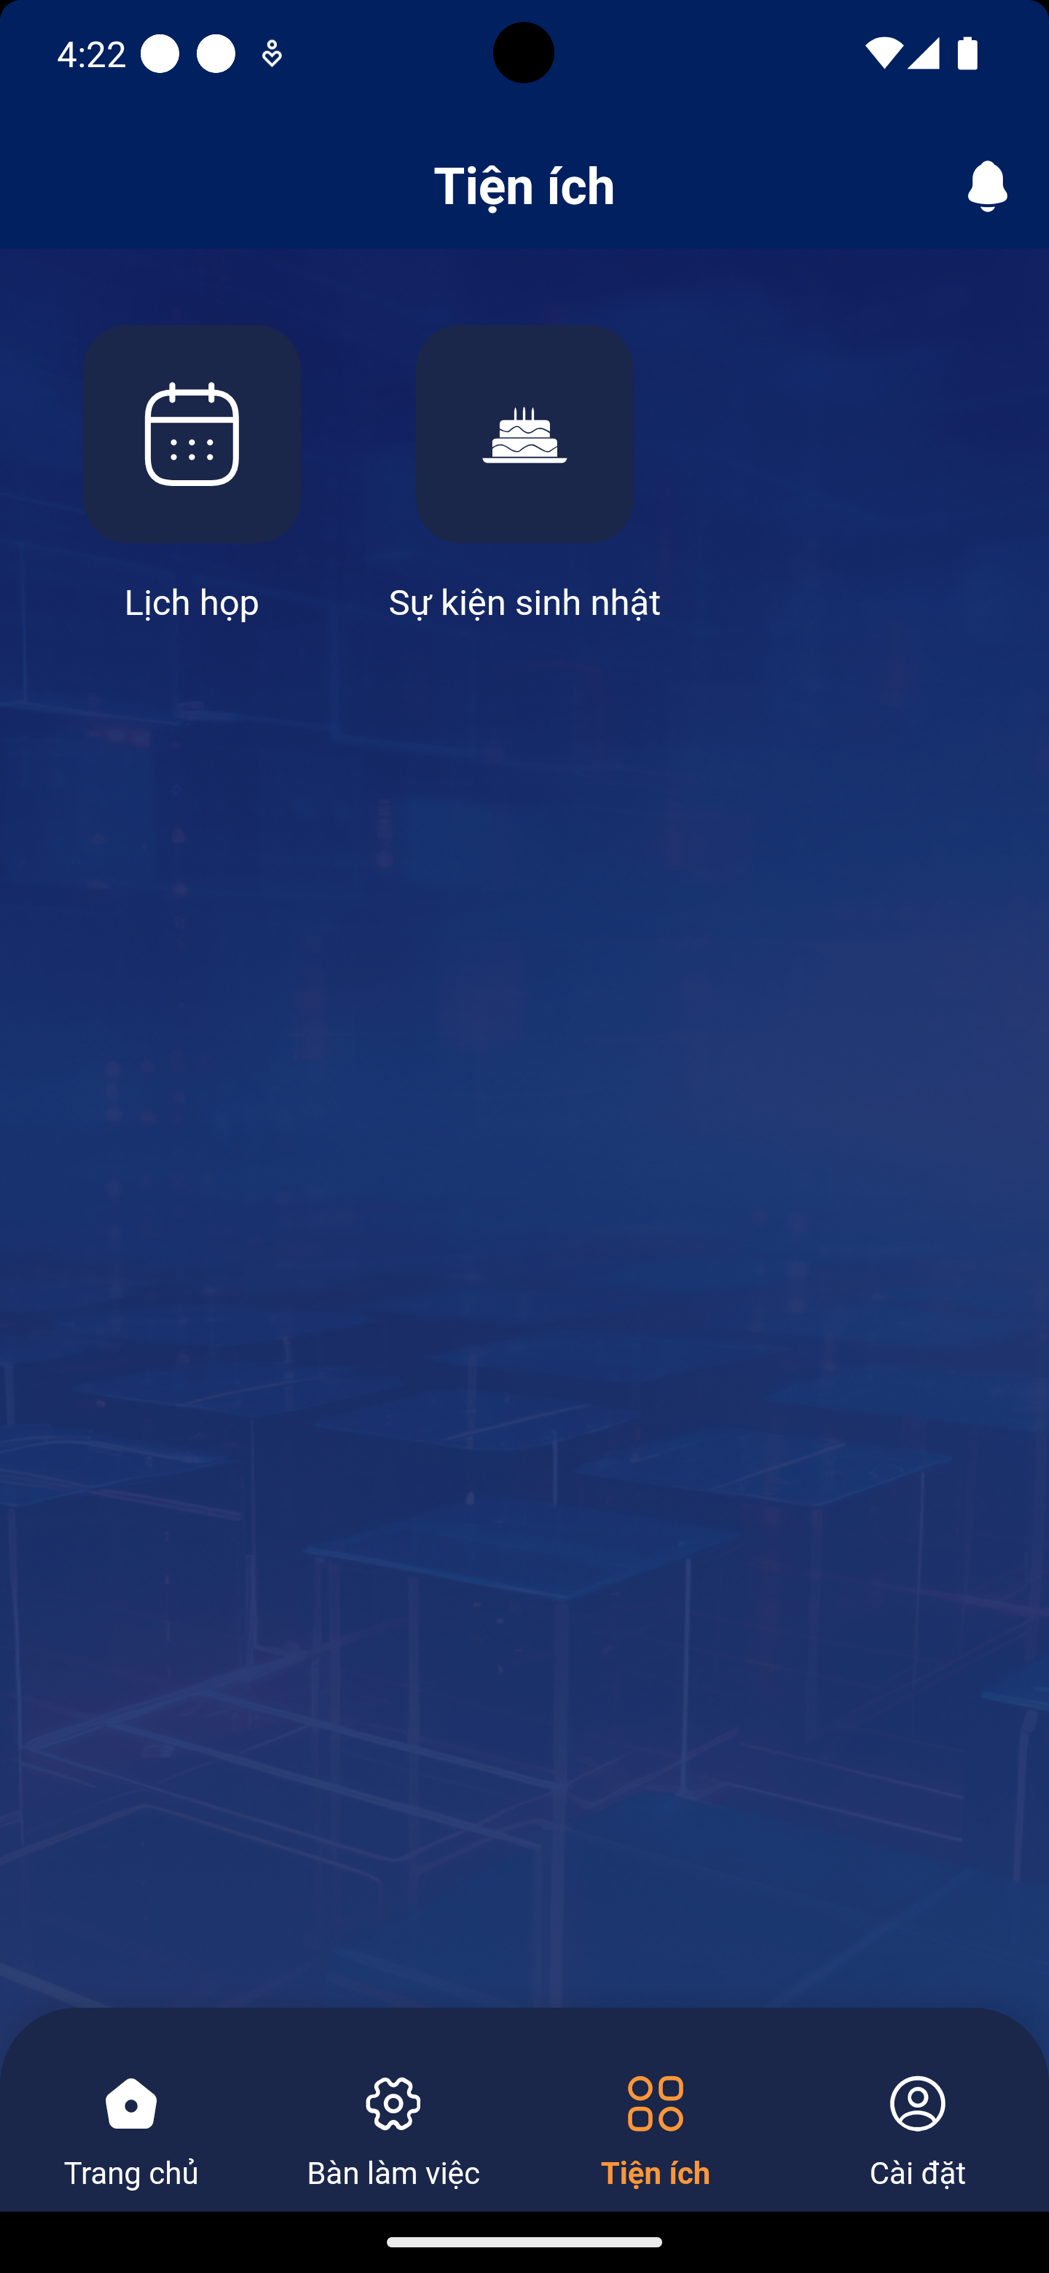 4:22
Tiện ích
Lịch họp
Sự kiện sinh nhật
Trang chủ
Bàn làm việc
Tiện ích
Cài đặt